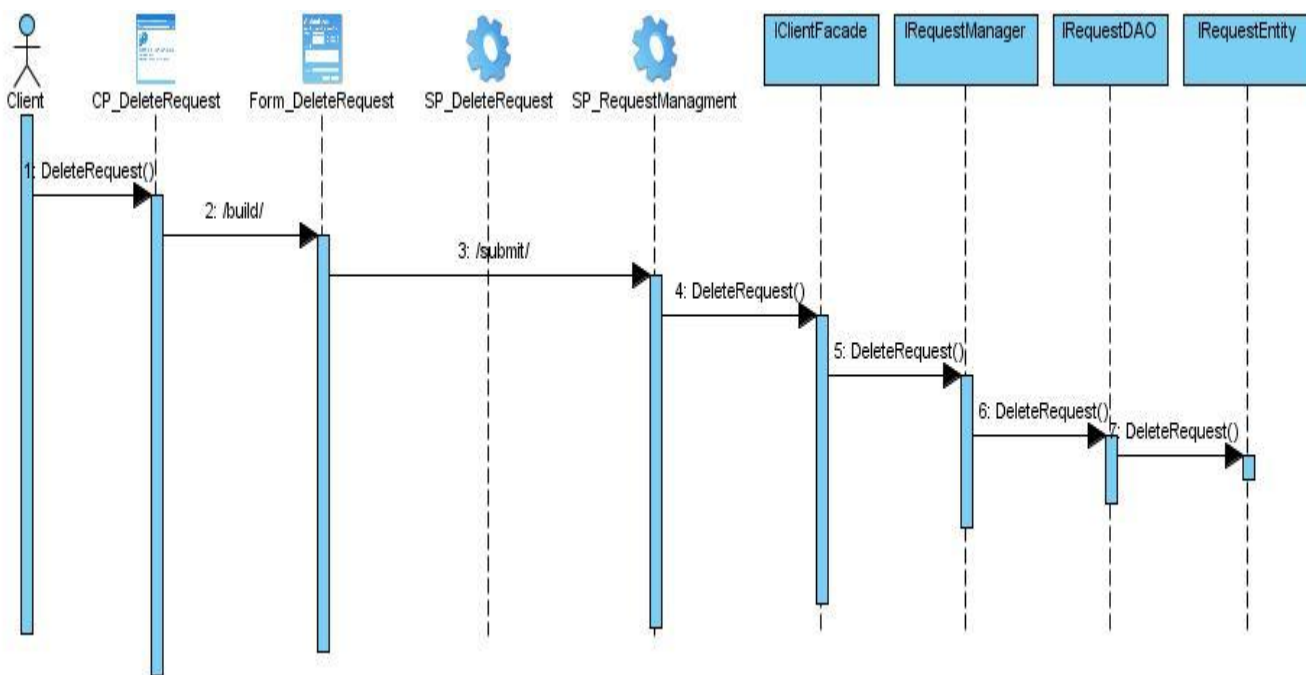 Client
CP_DeleteRequest
Form_DeleteRequest
SP_DeleteRequest
SP_RequestManagment
IClientFacade
IRequestManager
IRequestDAO
IRequestEntity
1: DeleteRequest()
2: /build/
3: /submit/
4: DeleteRequest()
5: DeleteRequest()
6: DeleteRequest()
7: DeleteRequest()